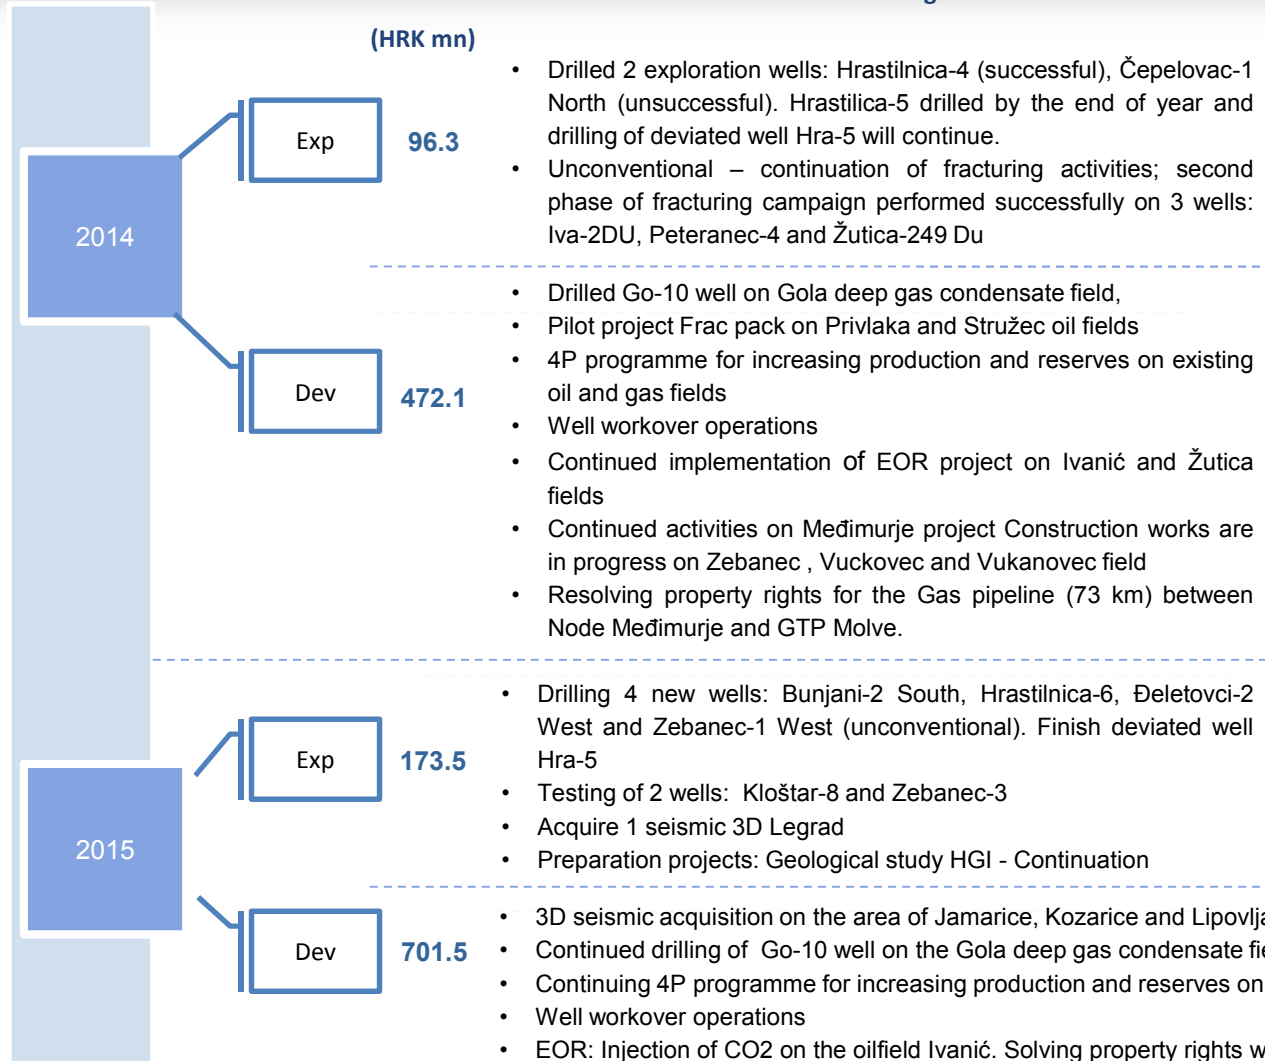 (HRK mn)
2014
Exp
96.3
• Drilled 2 exploration wells: Hrastilnica-4 (successful), Čepelovac-1
North (unsuccessful). Hrastilica-5 drilled by the end of year and
drilling of deviated well Hra-5 will continue.
• Unconventional – continuation of fracturing activities; second
phase of fracturing campaign performed successfully on 3 wells:
Iva-2DU, Peteranec-4 and Žutica-249 Du
Dev
472.1
• Drilled Go-10 well on Gola deep gas condensate field,
• Pilot project Frac pack on Privlaka and Stružec oil fields
• 4P programme for increasing production and reserves on existing
oil and gas fields
• Well workover operations
• Continued implementation of EOR project on Ivanić and Žutica
fields
• Continued activities on Međimurje project Construction works are
in progress on Zebanec , Vuckovec and Vukanovec field
• Resolving property rights for the Gas pipeline (73 km) between
Node Međimurje and GTP Molve.
2015
Exp
173.5
• Drilling 4 new wells: Bunjani-2 South, Hrastilnica-6, Đeletovci-2
West and Zebanec-1 West (unconventional). Finish deviated well
Hra-5
• Testing of 2 wells: Kloštar-8 and Zebanec-3
• Acquire 1 seismic 3D Legrad
• Preparation projects: Geological study HGI - Continuation
Dev
701.5
• 3D seismic acquisition on the area of Jamarice, Kozarice and
• Continued drilling of Go-10 well on the Gola deep gas condensate
• Continuing 4P programme for increasing production and reserves on
• Well workover operations
• EOR: Injection of CO2 on the oilfield Ivanić. Solving property rights